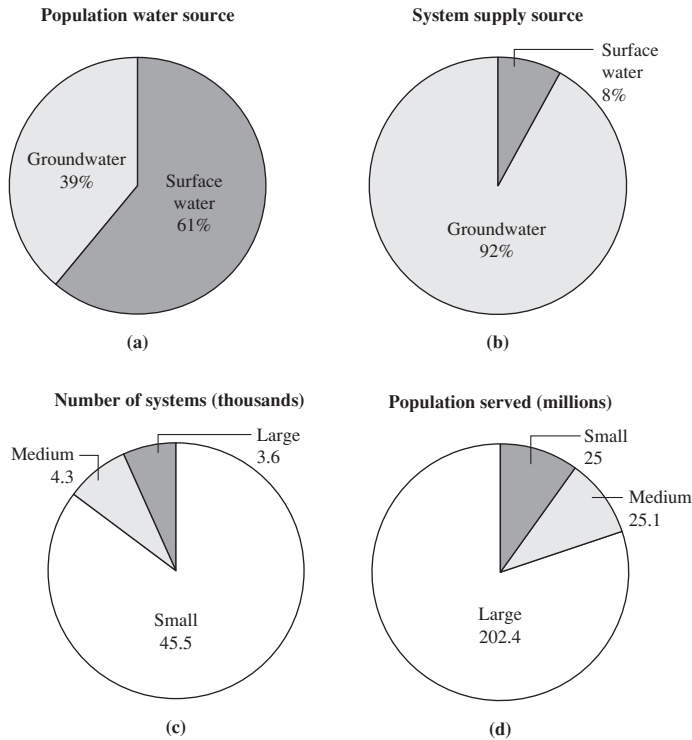 Population water source
Groundwater
39%
Surface
water
61%
(a)
System supply source
Surface
water
8%
Groundwater
92%
(b)
Number of systems (thousands)
Large
3.6
Medium
4.3
Small
45.5
(c)
Population served (millions)
Small
25
Medium
25.1
Large
202.4
(d)